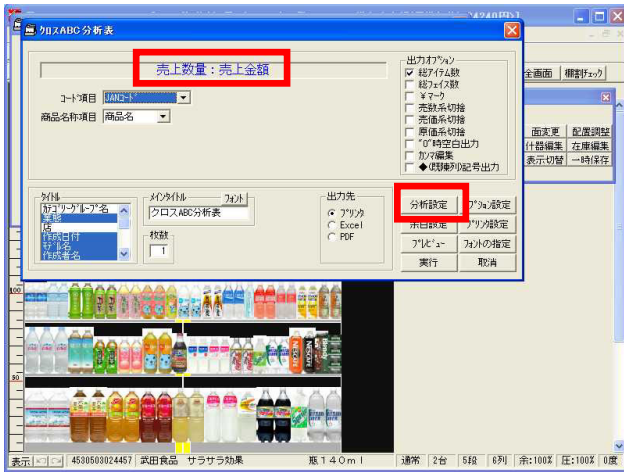 (4240円)]
クロスABC分析表
売上数量：売上金額
コード項目 JANコード
商品名称項目 商品名
出力オプション
総アイテム数
総フェイス数
￥マーク
売数系切捨
売価系切捨
原価系切捨
"0"時空白出力
カンマ編集
◆(既陳列)記号出力
タイトル
カテゴリーグループ名
業態
店
作成日付
モデル名
作成者名
メインタイトル フォント
クロスABC分析表
枚数
1
出力先
プリンタ
Excel
PDF
分析設定 オプション設定
余白設定 プリンタ設定
プレビュー フォントの指定
実行 取消
全画面 棚割チェック
面変更 配置調整
什器編集 在庫編集
表示切替 一時保存
100
50
表示 4530503024457 武田食品 サラサラ効果 瓶１４０ｍｌ 通常 2台 5段 6列 余:100% 圧:100% 0度